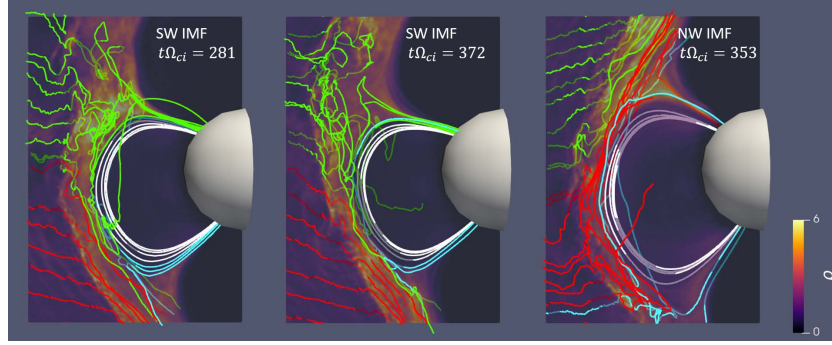 SW IMF
tΩci = 281
SW IMF
tΩci = 372
NW IMF
tΩci = 353
6
ρ
0